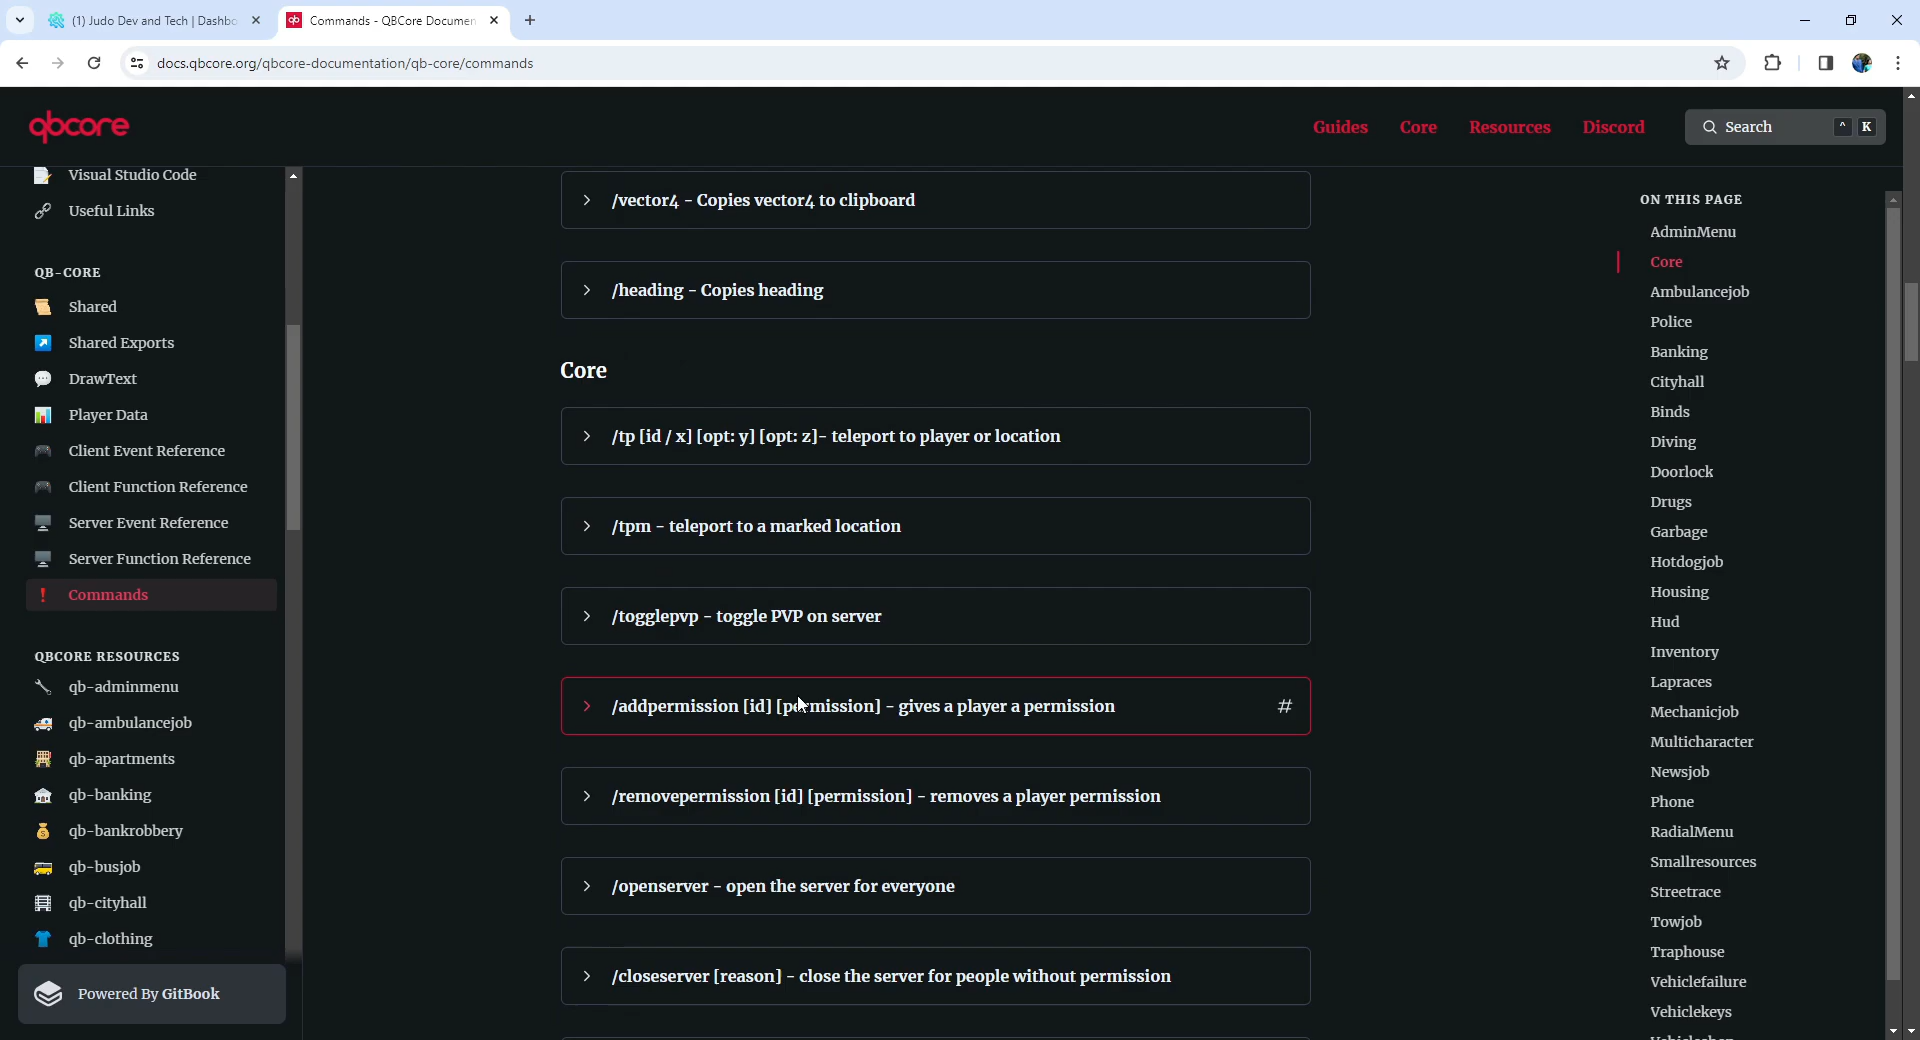 (1) Judo Dev and Tech | Dashbo
Commands - QBCore Documen
docs.qbcore.org/qbcore-documentation/qb-core/commands
qbcore
Guides
Core
Resources
Discord
Search
^
K
Visual Studio Code
Useful Links
QB-CORE
Shared
Shared Exports
DrawText
Player Data
Client Event Reference
Client Function Reference
Server Event Reference
Server Function Reference
Commands
QBCORE RESOURCES
qb-adminmenu
qb-ambulancejob
qb-apartments
qb-banking
qb-bankrobbery
qb-busjob
qb-cityhall
qb-clothing
Powered By GitBook
/vector4 - Copies vector4 to clipboard
/heading - Copies heading
Core
/tp [id / x] [opt: y] [opt: z]- teleport to player or location
/tpm - teleport to a marked location
/togglepvp - toggle PVP on server
/addpermission [id] [permission] - gives a player a permission #
/removepermission [id] [permission] - removes a player permission
/openserver - open the server for everyone
/closeserver [reason] - close the server for people without permission
ON THIS PAGE
AdminMenu
Core
Ambulancejob
Police
Banking
Cityhall
Binds
Diving
Doorlock
Drugs
Garbage
Hotdogjob
Housing
Hud
Inventory
Lapraces
Mechanicjob
Multicharacter
Newsjob
Phone
RadialMenu
Smallresources
Streetrace
Towjob
Traphouse
Vehiclefailure
Vehiclekeys